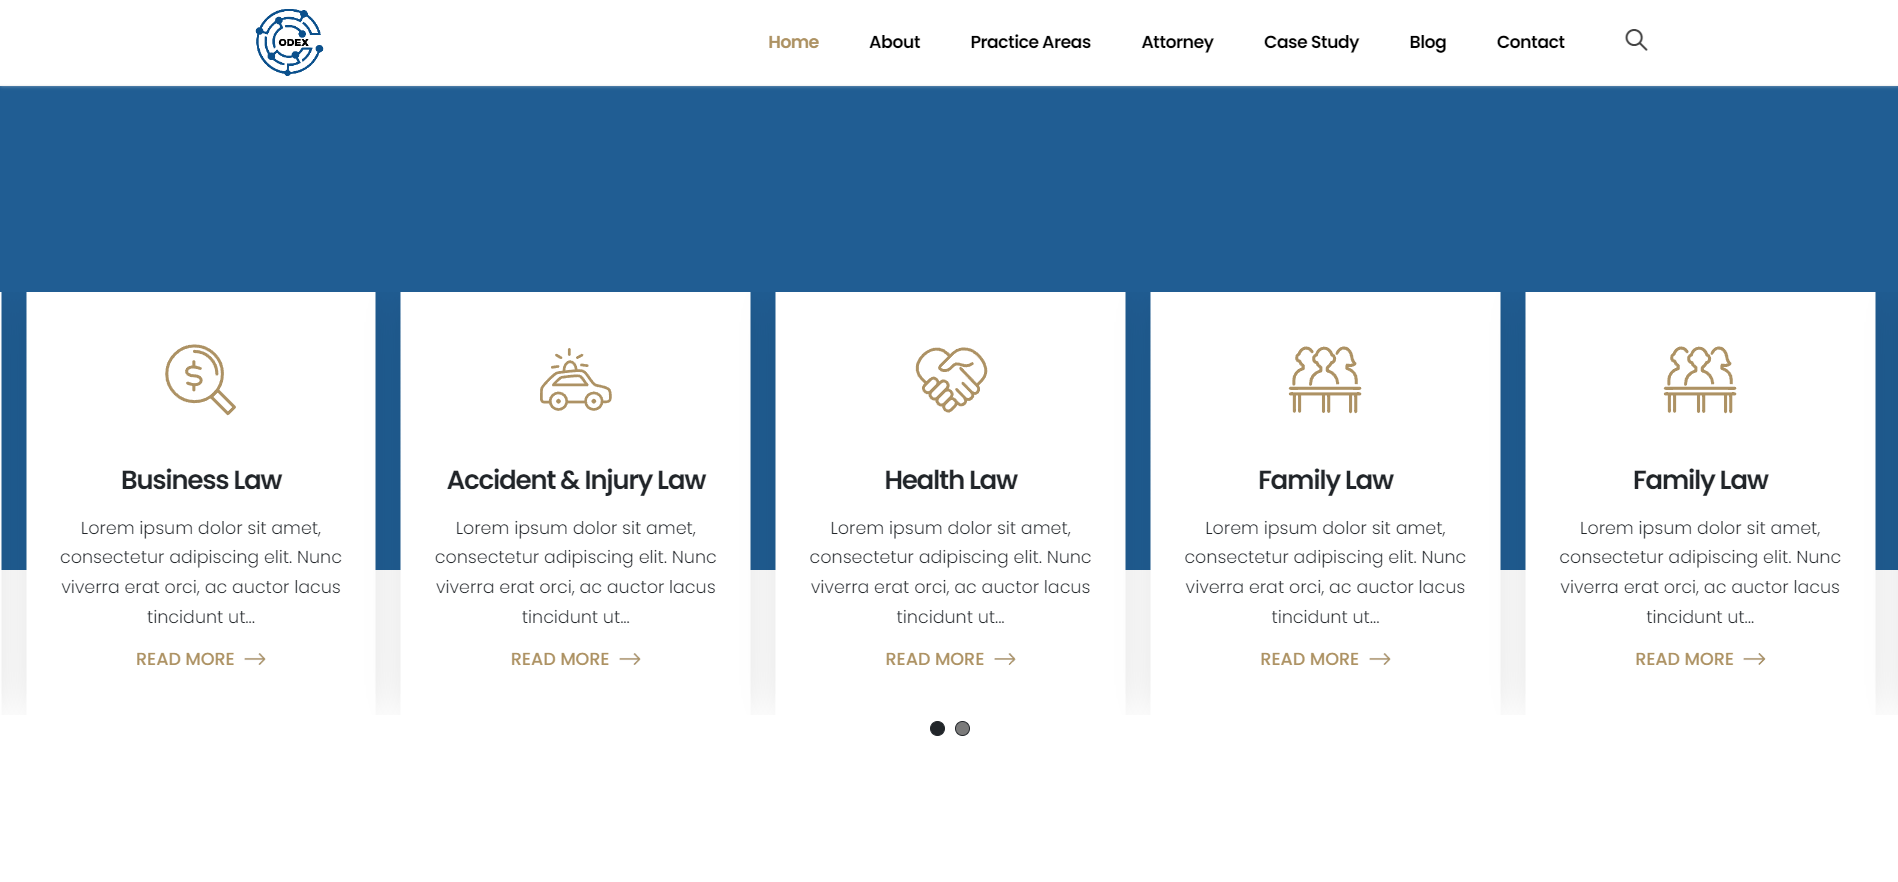 ODEX
Home About Practice Areas Attorney Case Study Blog Contact
$
Business Law
Lorem ipsum dolor sit amet,
consectetur adipiscing elit. Nunc
viverra erat orci, ac auctor lacus
tincidunt ut...
READ MORE
Accident & Injury Law
Lorem ipsum dolor sit amet,
consectetur adipiscing elit. Nunc
viverra erat orci, ac auctor lacus
tincidunt ut...
READ MORE
Health Law
Lorem ipsum dolor sit amet,
consectetur adipiscing elit. Nunc
viverra erat orci, ac auctor lacus
tincidunt ut...
READ MORE
Family Law
Lorem ipsum dolor sit amet,
consectetur adipiscing elit. Nunc
viverra erat orci, ac auctor lacus
tincidunt ut...
READ MORE
Family Law
Lorem ipsum dolor sit amet,
consectetur adipiscing elit. Nunc
viverra erat orci, ac auctor lacus
tincidunt ut...
READ MORE